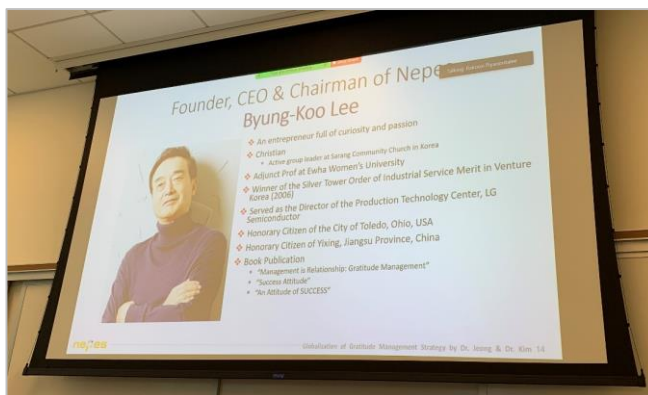 Founder, CEO & Chairman of Nepe
Byung-Koo Lee
❖ An entrepreneur full of curiosity and passion
❖ Christian
• Active group leader at Sarang Community Church in Korea
❖ Adjunct Prof at Ewha Women's University
❖ Winner of the Silver Tower Order of Industrial Service Merit in Venture
Korea (2006)
❖ Served as the Director of the Production Technology Center, LG
Semiconductor
❖ Honorary Citizen of the City of Toledo, Ohio, USA
❖ Honorary Citizen of Yixing, Jiangsu Province, China
❖ Book Publication
• "Management is Relationship: Gratitude Management"
• "Success Attitude"
• "An Attitude of SUCCESS"
nepes
Globalization of Gratitude Management Strategy by Dr. Jeong & Dr. Kim 14